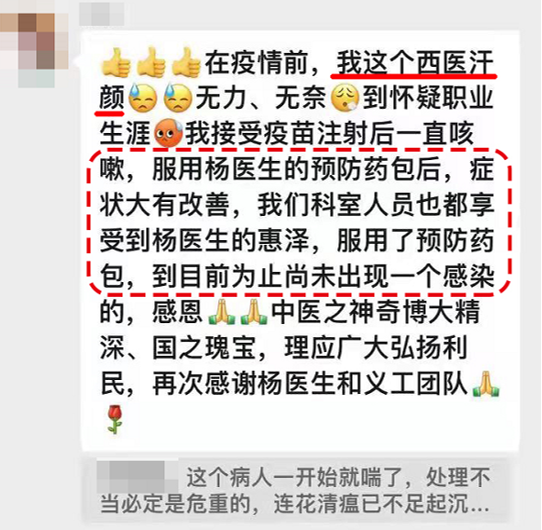 👍👍👍在疫情前，我这个西医汗
颜😓😓无力、无奈😮‍💨到怀疑职业
生涯🥵我接受疫苗注射后一直咳
嗽，服用杨医生的预防药包后，症
状大有改善，我们科室人员也都享
受到杨医生的惠泽，服用了预防药
包，到目前为止尚未出现一个感染
的，感恩🙏🙏中医之神奇博大精
深、国之瑰宝，理应广大弘扬利
民，再次感谢杨医生和义工团队🙏
🌹
这个病人一开始就喘了，处理不
当必定是危重的，连花清瘟已不足起沉...